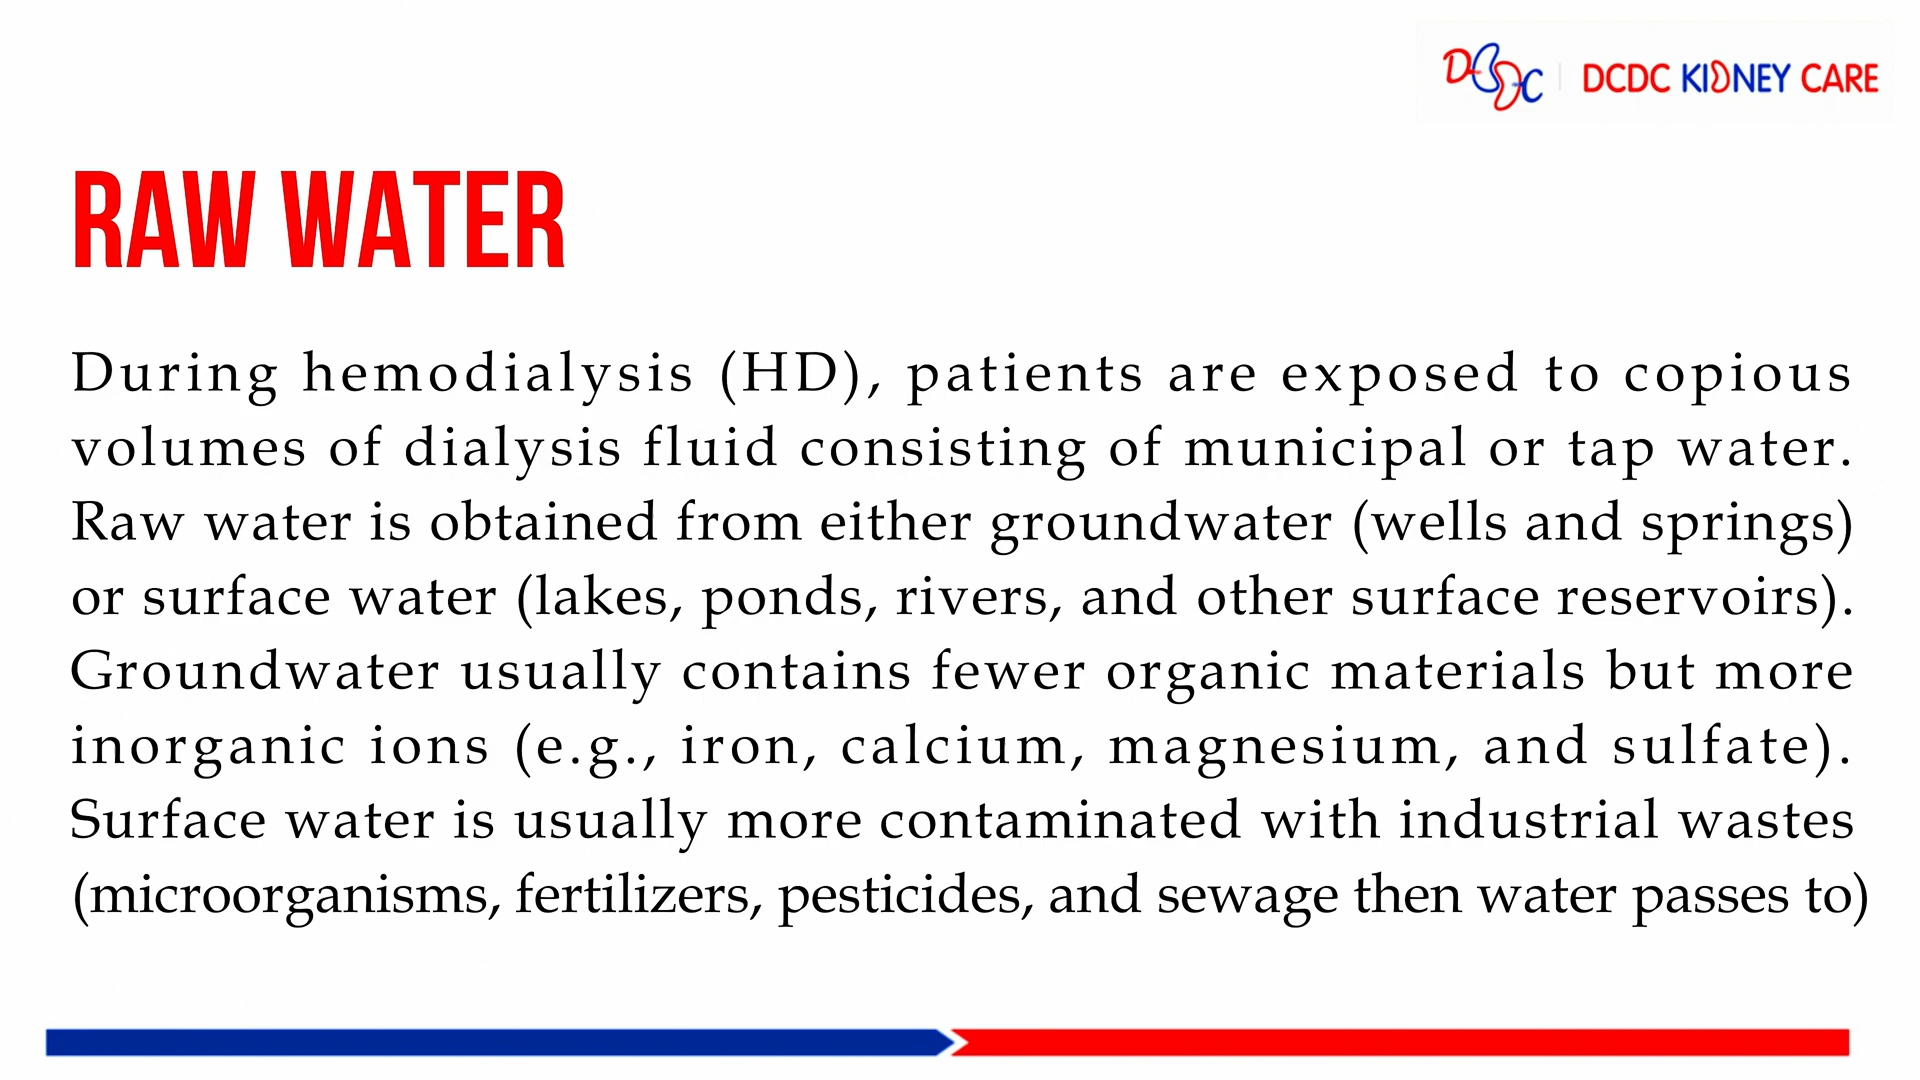 DCDC | DCDC KIDNEY CARE
RAW WATER
During hemodialysis (HD), patients are exposed to copious
volumes of dialysis fluid consisting of municipal or tap water.
Raw water is obtained from either groundwater (wells and springs)
or surface water (lakes, ponds, rivers, and other surface reservoirs).
Groundwater usually contains fewer organic materials but more
inorganic ions (e.g., iron, calcium, magnesium, and sulfate).
Surface water is usually more contaminated with industrial wastes
(microorganisms, fertilizers, pesticides, and sewage then water passes to)